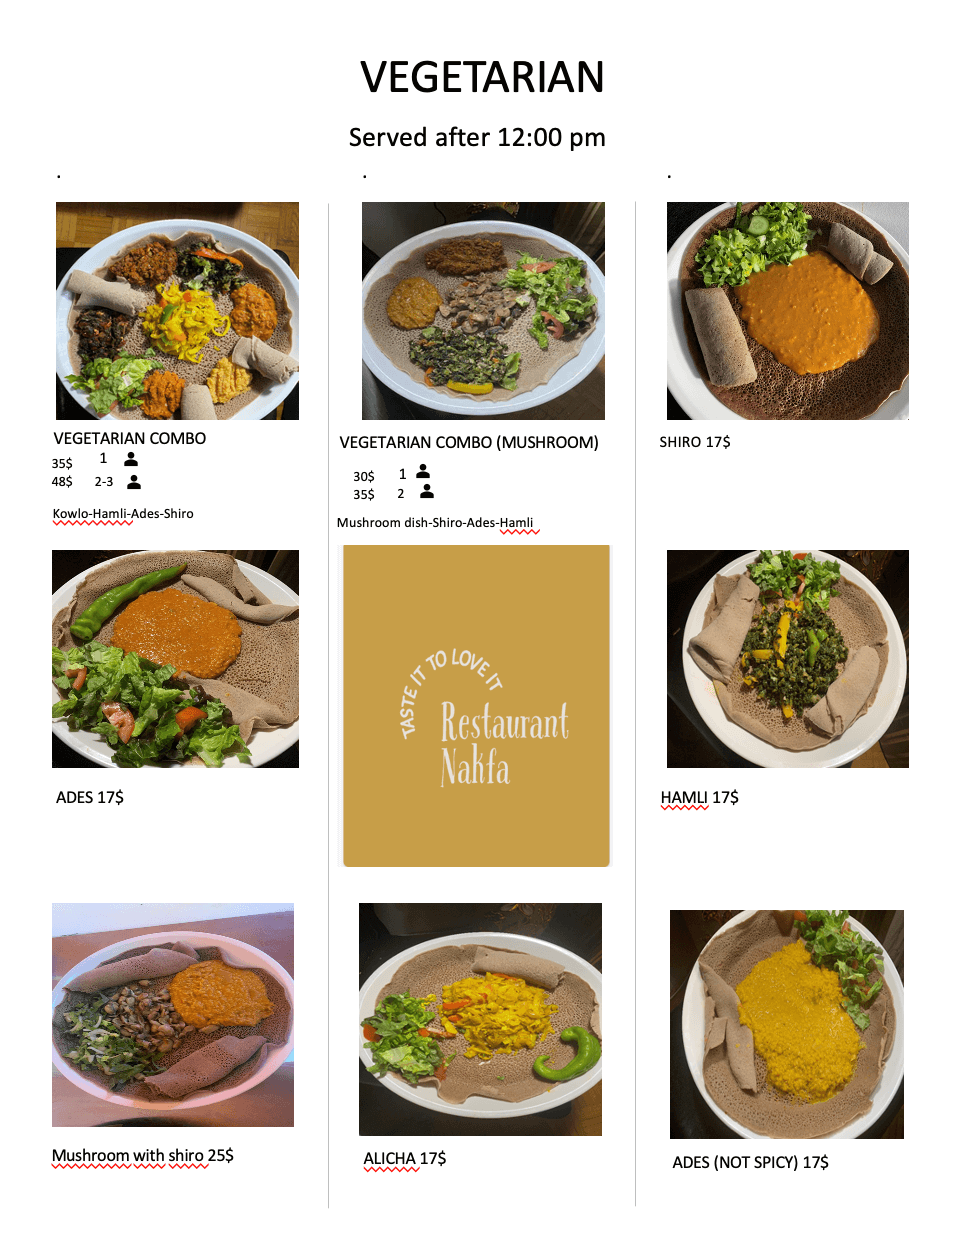 VEGETARIAN
Served after 12:00 pm
. . .
VEGETARIAN COMBO
35$ 1
48$ 2-3
Kowlo-Hamli-Ades-Shiro
VEGETARIAN COMBO (MUSHROOM)
30$ 1
35$ 2
Mushroom dish-Shiro-Ades-Hamli
SHIRO 17$
ADES 17$
TASTE IT TO LOVE IT
Restaurant
Nakfa
HAMLI 17$
Mushroom with shiro 25$
ALICHA 17$
ADES (NOT SPICY) 17$